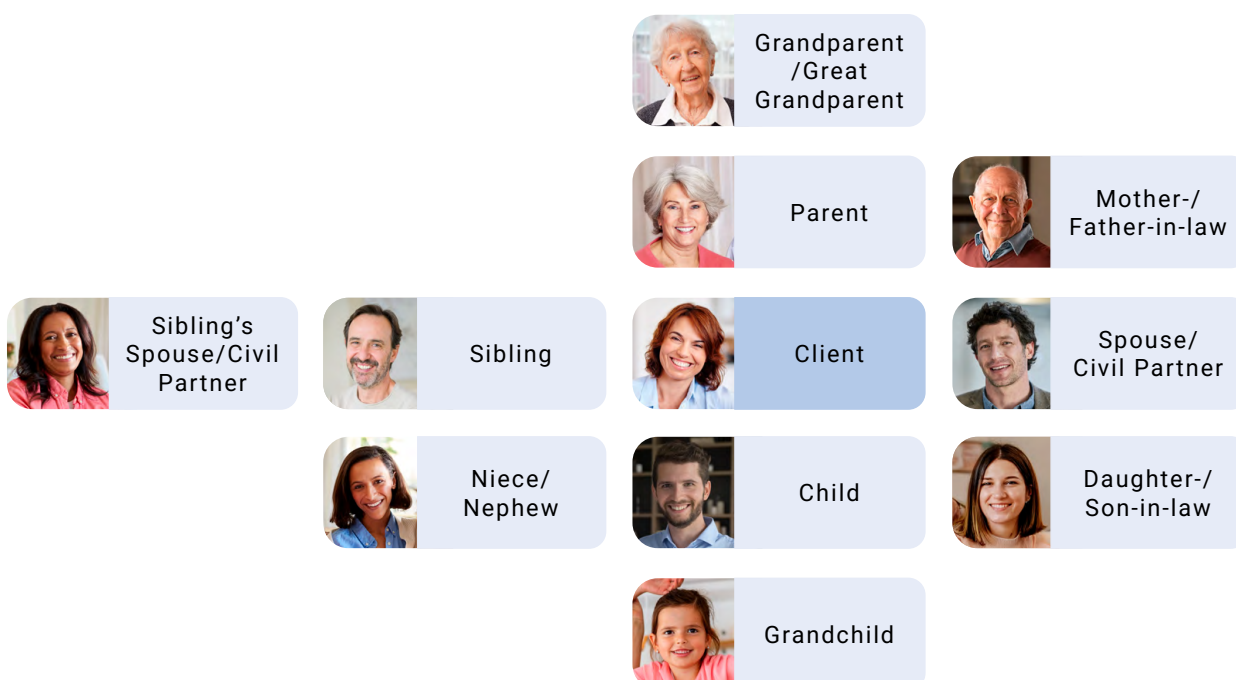 Grandparent
/Great
Grandparent
Parent
Mother-/
Father-in-law
Sibling’s
Spouse/Civil
Partner
Sibling
Client
Spouse/
Civil Partner
Niece/
Nephew
Child
Daughter-/
Son-in-law
Grandchild